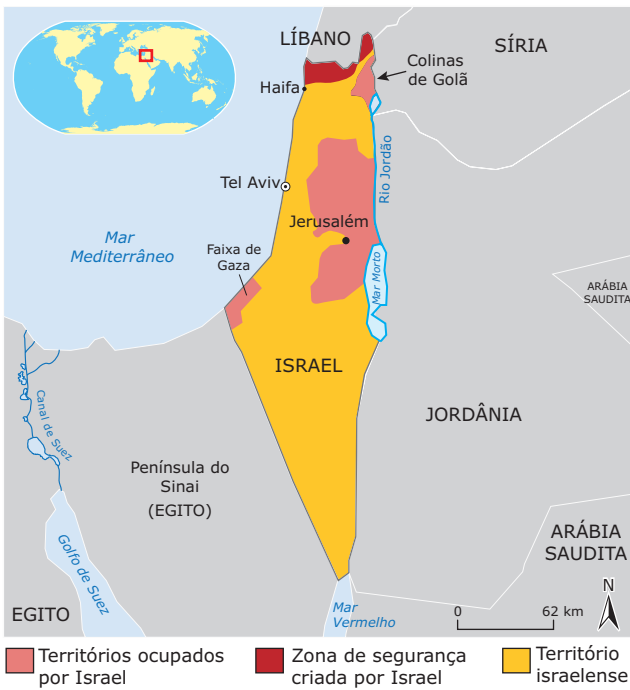 LÍBANO
SÍRIA
Colinas
de Golã
Haifa
Rio Jordão
Tel Aviv
Jerusalém
Mar
Mediterrâneo
Faixa de
Gaza
Mar Morto
ARÁBIA
SAUDITA
ISRAEL
Canal de Suez
JORDÂNIA
Península do
Sinai
(EGITO)
Golfo de Suez
ARÁBIA
SAUDITA
N
EGITO
Mar
Vermelho
0 62 km
Territórios ocupados
por Israel
Zona de segurança
criada por Israel
Território
israelense